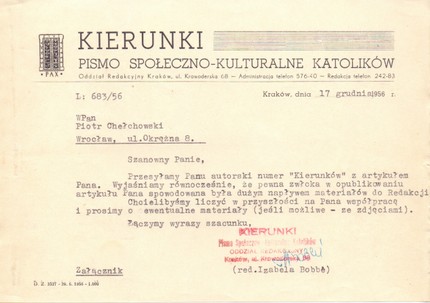 · PAX ·
KIERUNKI
PISMO SPOŁECZNO-KULTURALNE KATOLIKÓW
Oddział Redakcyjny Kraków, ul. Krowoderska 68 — Administracja telefon 576-40 — Redakcja telefon 242-83
L: 683/56
Kraków, dnia 17 grudnia 1956 r.
WPan
Piotr Chełchowski
Wrocław, ul.Okrężna 8.
Szanowny Panie,
Przesyłamy Panu autorski numer "Kierunków" z artykułem
Pana. Wyjaśniamy równocześnie, że pewna zwłoka w opublikowaniu
artykułu Pana spowodowana była dużym napływem materiałów do Redakcji
Chcielibyśmy liczyć w przyszłości na Pana współpracę
i prosimy o ewentualne materiały (jeśli możliwe - ze zdjęciami).
Łączymy wyrazy szacunku,
KIERUNKI
Pismo Społeczno-Kulturalne Katolików
ODDZIAŁ REDAKCYJNY
Kraków, ul. Krowoderska 68
(red.Izabela Bobbé)
Załącznik